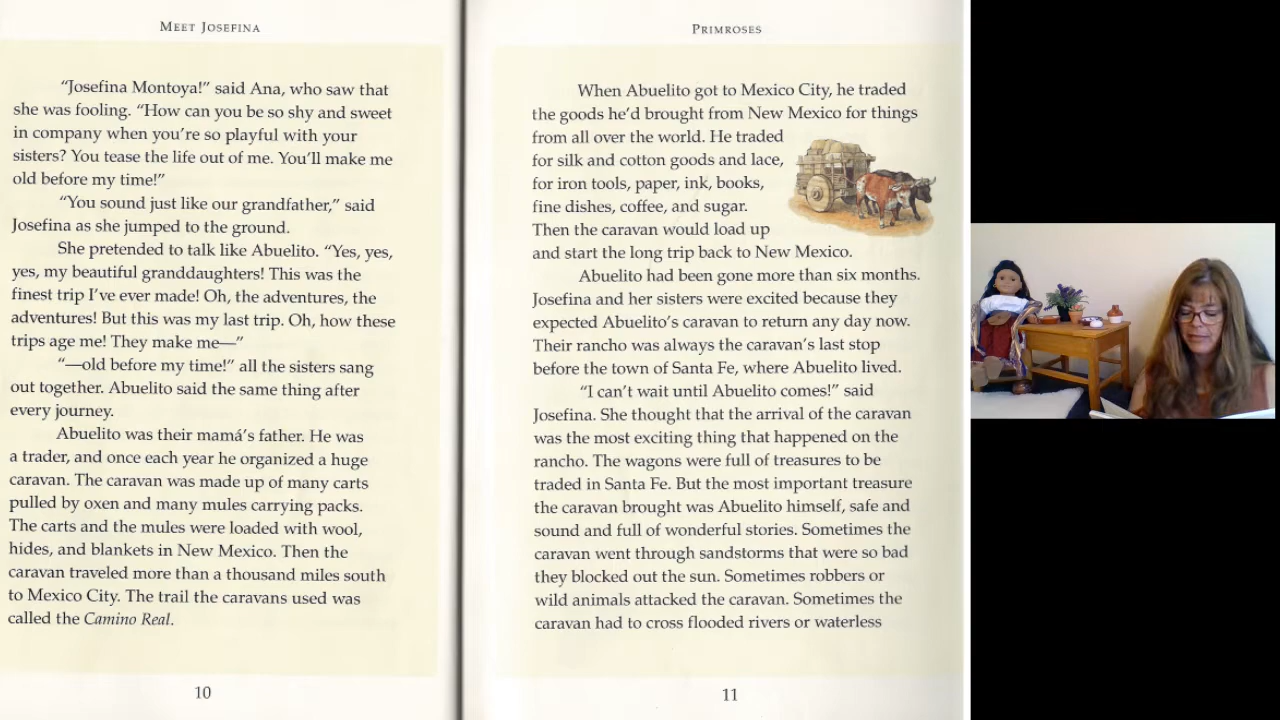 MEET JOSEFINA
“Josefina Montoya!” said Ana, who saw that
she was fooling. “How can you be so shy and sweet
in company when you’re so playful with your
sisters? You tease the life out of me. You’ll make me
old before my time!”
“You sound just like our grandfather,” said
Josefina as she jumped to the ground.
She pretended to talk like Abuelito. “Yes, yes,
yes, my beautiful granddaughters! This was the
finest trip I’ve ever made! Oh, the adventures, the
adventures! But this was my last trip. Oh, how these
trips age me! They make me—”
“—old before my time!” all the sisters sang
out together. Abuelito said the same thing after
every journey.
Abuelito was their mamá’s father. He was
a trader, and once each year he organized a huge
caravan. The caravan was made up of many carts
pulled by oxen and many mules carrying packs.
The carts and the mules were loaded with wool,
hides, and blankets in New Mexico. Then the
caravan traveled more than a thousand miles south
to Mexico City. The trail the caravans used was
called the Camino Real.
10
PRIMROSES
When Abuelito got to Mexico City, he traded
the goods he’d brought from New Mexico for things
from all over the world. He traded
for silk and cotton goods and lace,
for iron tools, paper, ink, books,
fine dishes, coffee, and sugar.
Then the caravan would load up
and start the long trip back to New Mexico.
Abuelito had been gone more than six months.
Josefina and her sisters were excited because they
expected Abuelito’s caravan to return any day now.
Their rancho was always the caravan’s last stop
before the town of Santa Fe, where Abuelito lived.
“I can’t wait until Abuelito comes!” said
Josefina. She thought that the arrival of the caravan
was the most exciting thing that happened on the
rancho. The wagons were full of treasures to be
traded in Santa Fe. But the most important treasure
the caravan brought was Abuelito himself, safe and
sound and full of wonderful stories. Sometimes the
caravan went through sandstorms that were so bad
they blocked out the sun. Sometimes robbers or
wild animals attacked the caravan. Sometimes the
caravan had to cross flooded rivers or waterless
11